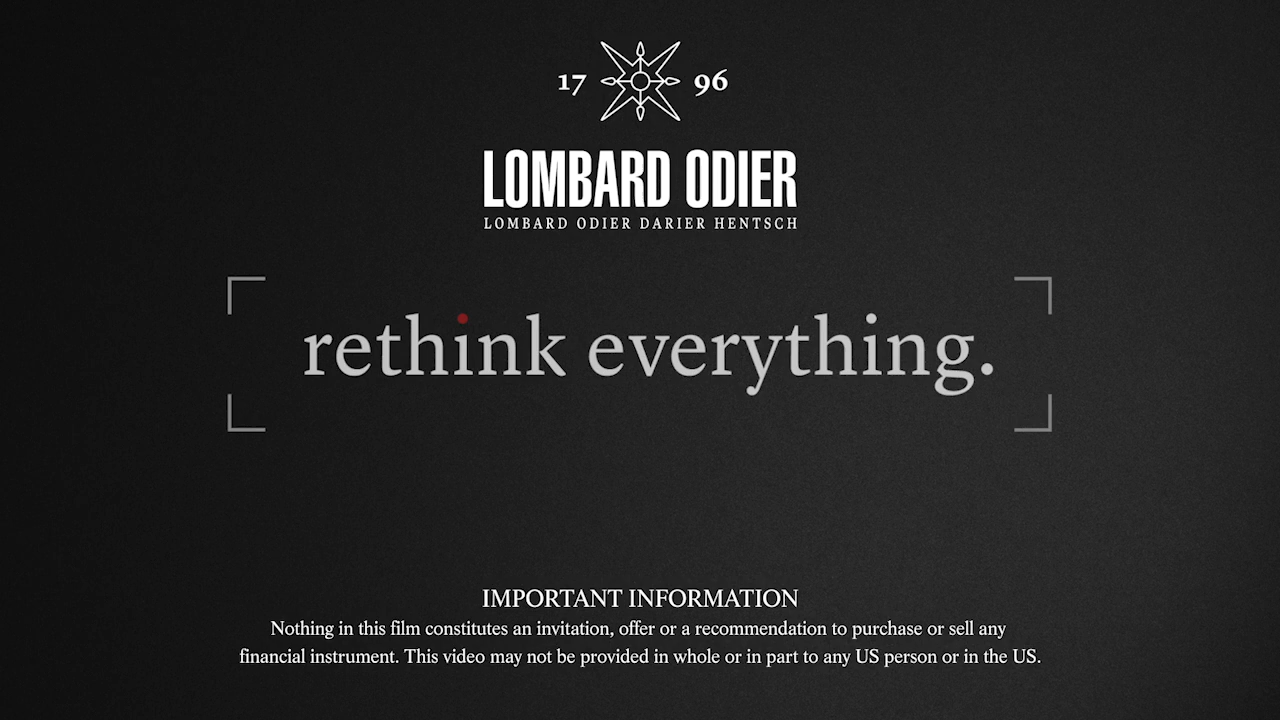 17 96
LOMBARD ODIER
LOMBARD ODIER DARIER HENTSCH
rethink everything.
IMPORTANT INFORMATION
Nothing in this film constitutes an invitation, offer or a recommendation to purchase or sell any
financial instrument. This video may not be provided in whole or in part to any US person or in the US.